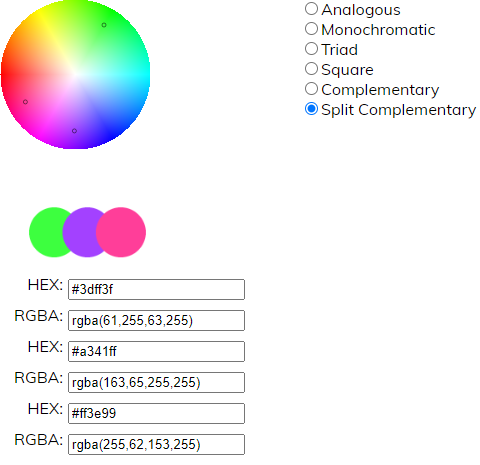 Analogous
Monochromatic
Triad
Square
Complementary
Split Complementary
HEX: #3dff3f
RGBA: rgba(61,255,63,255)
HEX: #a341ff
RGBA: rgba(163,65,255,255)
HEX: #ff3e99
RGBA: rgba(255,62,153,255)